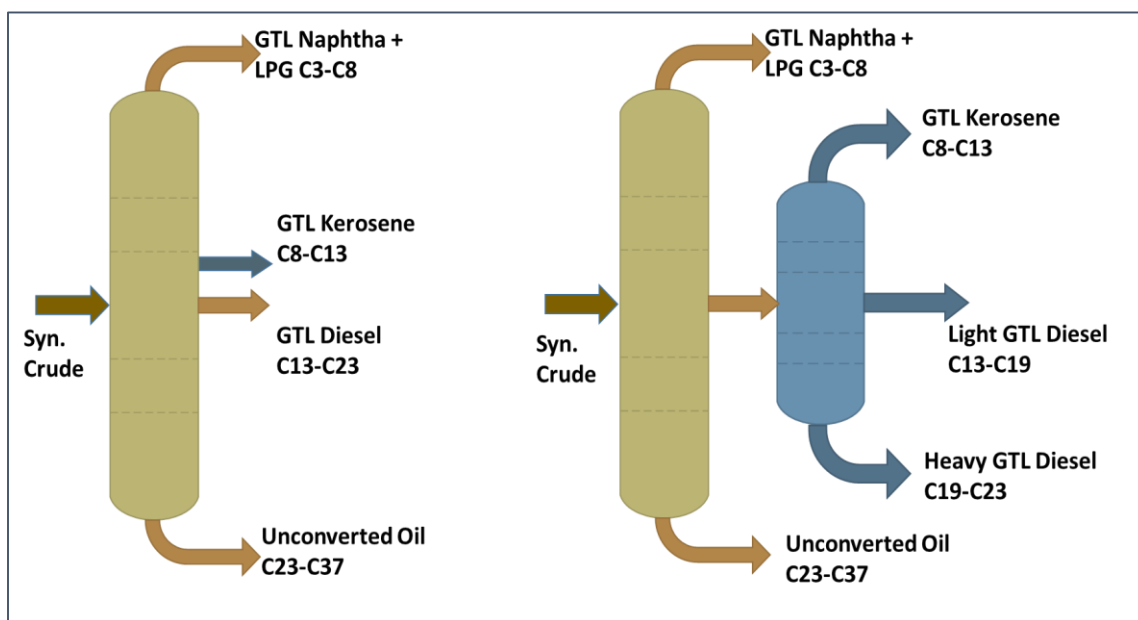 GTL Naphtha +
LPG C3-C8
GTL Kerosene
C8-C13
Syn.
Crude
GTL Diesel
C13-C23
Unconverted Oil
C23-C37
GTL Naphtha +
LPG C3-C8
GTL Kerosene
C8-C13
Syn.
Crude
Light GTL Diesel
C13-C19
Heavy GTL Diesel
C19-C23
Unconverted Oil
C23-C37